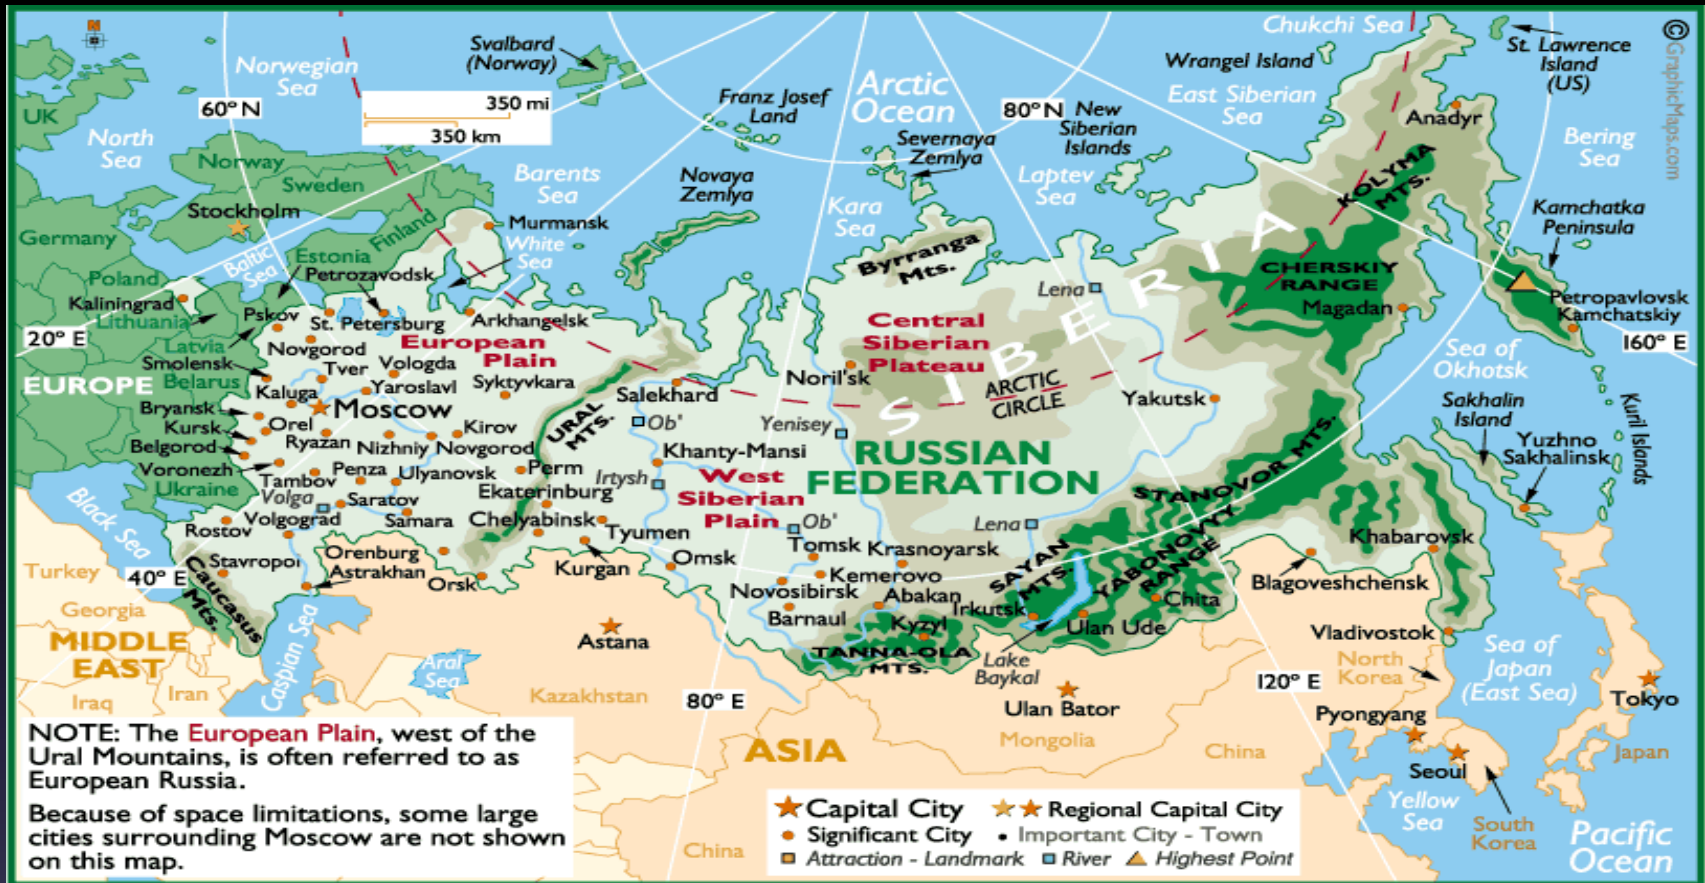 Chukchi Sea
© GraphicMaps.com
Svalbard
(Norway)
St. Lawrence
Island
(US)
Wrangel Island
Norwegian
Sea
Arctic
Ocean
East Siberian
Sea
Franz Josef
Land
60° N
350 mi
350 km
80° N
New
Siberian
Islands
UK
Anadyr
North
Sea
Severnaya
Zemlya
Bering
Sea
Norway
Sweden
Barents
Sea
Novaya
Zemlya
Laptev
Sea
KOLYMA
MTS.
Stockholm
Kara
Sea
Kamchatka
Peninsula
Germany
Finland
Murmansk
White
Sea
Baltic
Sea
Estonia
Petrozavodsk
Byrranga
Mts.
SIBERIA
CHERSKIY
RANGE
Poland
Kaliningrad
Lithuania
Lena
Magadan
Petropavlovsk
Kamchatskiy
Pskov
St. Petersburg
Arkhangelsk
Central
Siberian
Plateau
20° E
160° E
Latvia
Novgorod
European
Plain
Sea of
Okhotsk
Smolensk
Tver
Vologda
Belarus
EUROPE
Kaluga
Yaroslavl
Syktyvkara
Salekhard
Noril'sk
ARCTIC
CIRCLE
Yakutsk
Sakhalin
Island
Kuril Islands
Bryansk
Moscow
URAL
MTS.
Ob'
Yenisey
Kursk
Orel
Kirov
Belgorod
Ryazan
Nizhniy Novgorod
Khanty-Mansi
RUSSIAN
FEDERATION
Yuzhno
Sakhalinsk
Voronezh
Penza
Ulyanovsk
Perm
Irtysh
West
Siberian
Plain
STANOVOR MTS.
Tambov
Ukraine
Volga
Saratov
Ekaterinburg
Black Sea
Rostov
Volgograd
Samara
Chelyabinsk
Tyumen
Ob'
Lena
Khabarovsk
Tomsk
Krasnoyarsk
Orenburg
Astrakhan
Stavropoi
Turkey
40° E
Caucasus
Mts.
Orsk
Kurgan
Omsk
Kemerovo
SAYAN
MTS.
YABONOVYY
RANGE
Blagoveshchensk
Novosibirsk
Abakan
Irkutsk
Chita
Georgia
Barnaul
Kyzyl
Ulan Ude
Vladivostok
MIDDLE
EAST
Caspian Sea
Astana
TANNA-OLA
MTS.
Lake
Baykal
North
Korea
Sea of
Japan
(East Sea)
Aral
Sea
Iraq
Iran
Kazakhstan
80° E
120° E
Ulan Bator
Pyongyang
Tokyo
NOTE: The European Plain, west of the
Ural Mountains, is often referred to as
European Russia.
Because of space limitations, some large
cities surrounding Moscow are not shown
on this map.
ASIA
Mongolia
China
Japan
Seoul
China
Yellow
Sea
South
Korea
Pacific
Ocean
Capital City
Regional Capital City
Significant City
Important City - Town
Attraction - Landmark
River
Highest Point